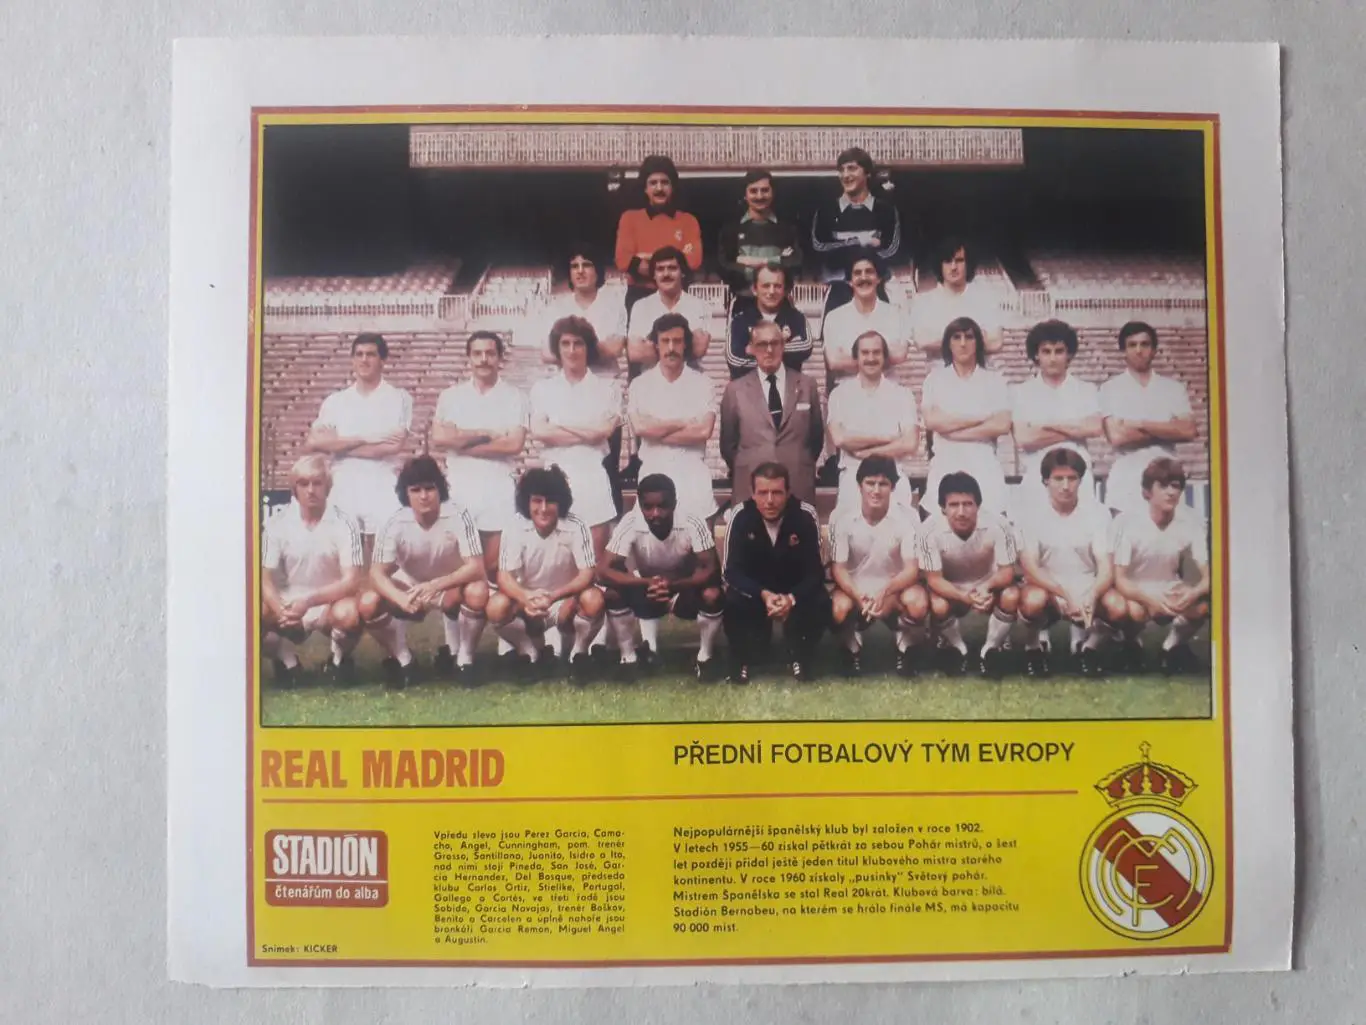 REAL MADRID
PŘEDNÍ FOTBALOVÝ TÝM EVROPY
STADIÓN
čtenářům do alba
Snímek: KICKER
Vpředu zleva jsou Perez Garcia, Cama-
cho, Angel, Cunningham, pom. trenér
Grosso, Santillana, Juanito, Isidro a Ito,
nad nimi stojí Pineda, San José, Gar-
cia Hernandez, Del Bosque, předseda
klubu Carlos Ortiz, Stielike, Portugal,
Gallego a Cortés, ve třetí řadě jsou
Sabido, Garcia Navajas, trenér Boškov,
Benito a Carcelen a úplně nahoře jsou
brankáři Garcia Remon, Miguel Angel
a Augustin.
Nejpopulárnější španělský klub byl založen v roce 1902.
V letech 1955—60 získal pětkrát za sebou Pohár mistrů, o šest
let později přidal ještě jeden titul klubového mistra starého
kontinentu. V roce 1960 získaly „pusinky" Světový pohár.
Mistrem Španělska se stal Real 20krát. Klubová barva: bílá.
Stadión Bernabeu, na kterém se hrálo finále MS, má kapacitu
90 000 míst.